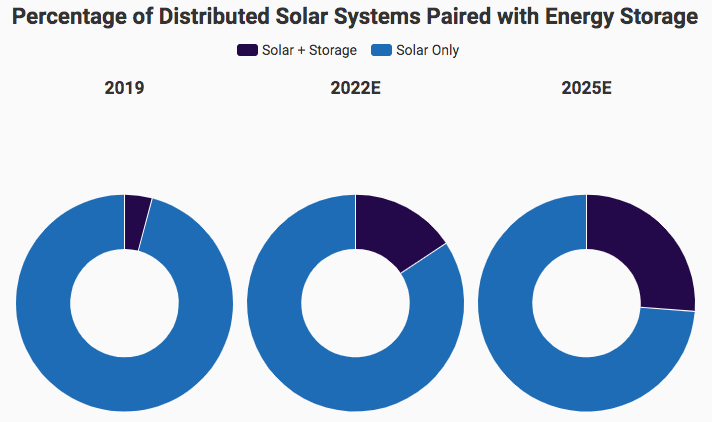 Percentage of Distributed Solar Systems Paired with Energy Storage
Solar + Storage Solar Only
2019 2022E 2025E